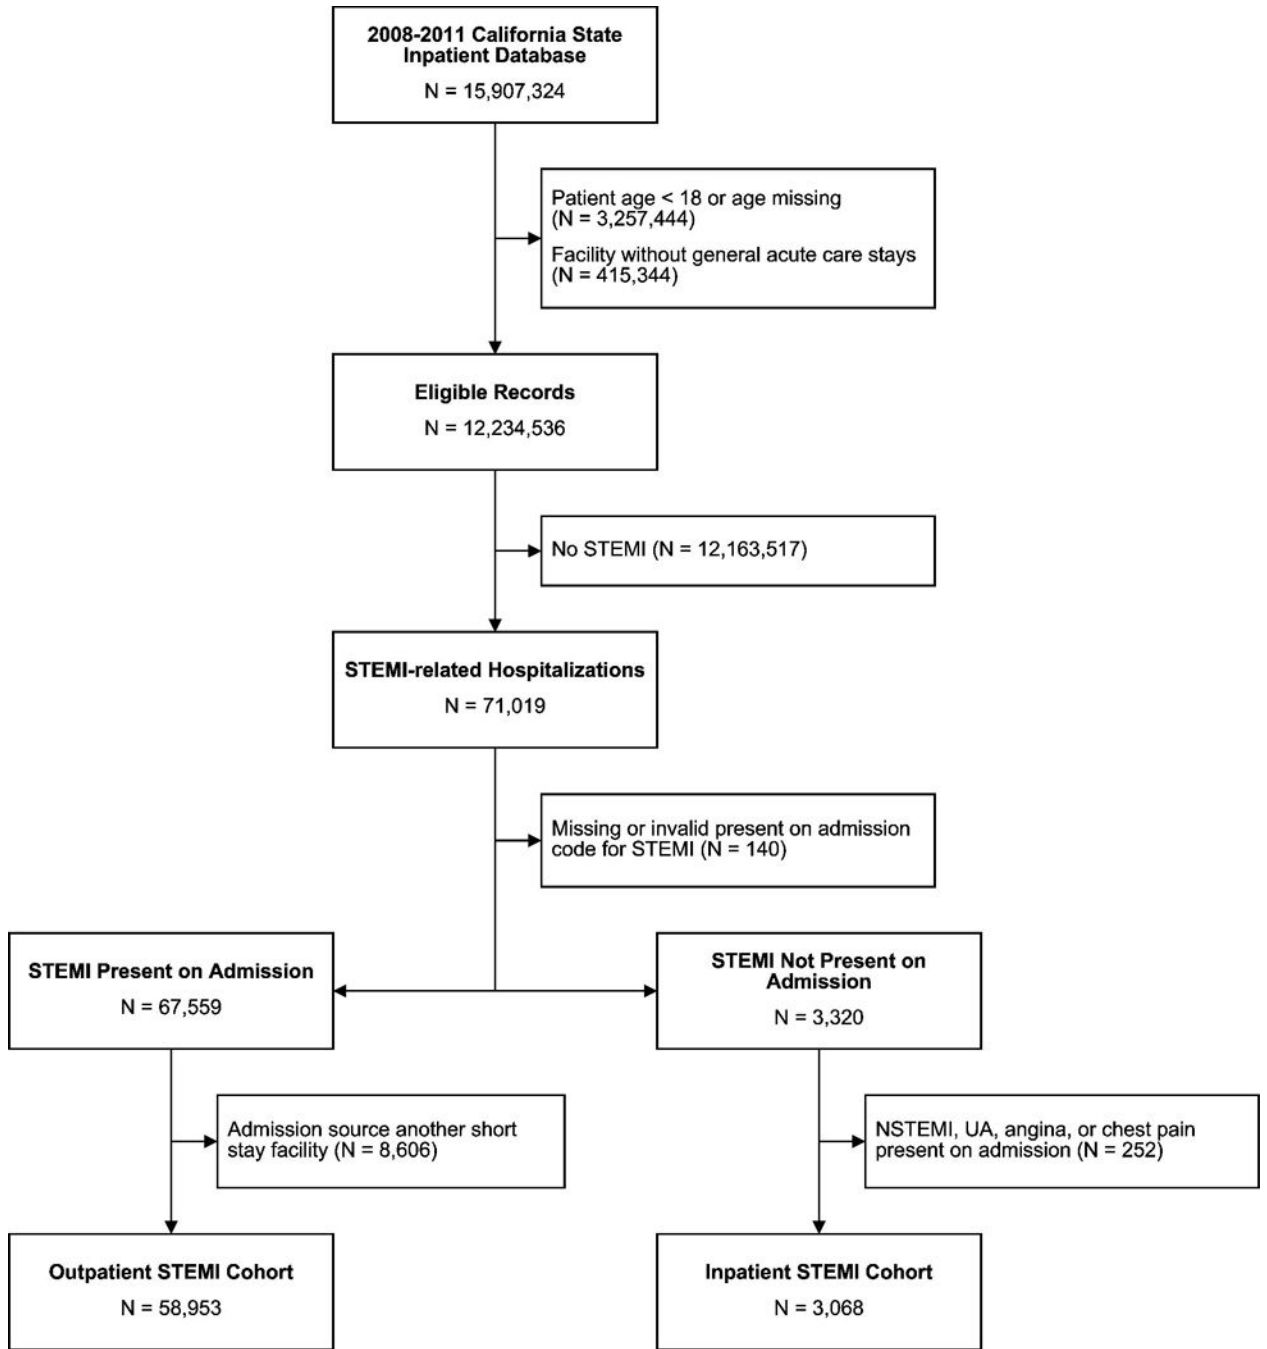 2008-2011 California State
Inpatient Database
N = 15,907,324
Patient age < 18 or age missing
(N = 3,257,444)
Facility without general acute care stays
(N = 415,344)
Eligible Records
N = 12,234,536
No STEMI (N = 12,163,517)
STEMI-related Hospitalizations
N = 71,019
Missing or invalid present on admission
code for STEMI (N = 140)
STEMI Present on Admission
N = 67,559
STEMI Not Present on
Admission
N = 3,320
Admission source another short
stay facility (N = 8,606)
NSTEMI, UA, angina, or chest pain
present on admission (N = 252)
Outpatient STEMI Cohort
N = 58,953
Inpatient STEMI Cohort
N = 3,068